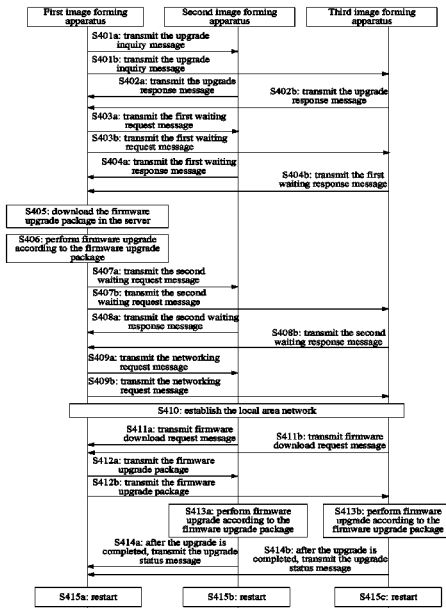 First image forming
apparatus
Second image forming
apparatus
Third image forming
apparatus
S401a: transmit the upgrade
inquiry message
S401b: transmit the upgrade
inquiry message
S402a: transmit the upgrade
response message
S402b: transmit the upgrade
response message
S403a: transmit the first waiting
request message
S403b: transmit the first waiting
request message
S404a: transmit the first waiting
response message
S404b: transmit the first
waiting response message
S405: download the firmware
upgrade package in the server
S406: perform firmware upgrade
according to the firmware upgrade
package
S407a: transmit the second
waiting request message
S407b: transmit the second
waiting request message
S408a: transmit the second waiting
response message
S408b: transmit the second
waiting response message
S409a: transmit the networking
request message
S409b: transmit the networking
request message
S410: establish the local area network
S411a: transmit firmware
download request message
S411b: transmit firmware
download request message
S412a: transmit the firmware
upgrade package
S412b: transmit the firmware
upgrade package
S413a: perform firmware
upgrade according to the
firmware upgrade package
S413b: perform firmware
upgrade according to the
firmware upgrade package
S414a: after the upgrade is
completed, transmit the upgrade
status message
S414b: after the upgrade is
completed, transmit the upgrade
status message
S415a: restart
S415b: restart
S415c: restart